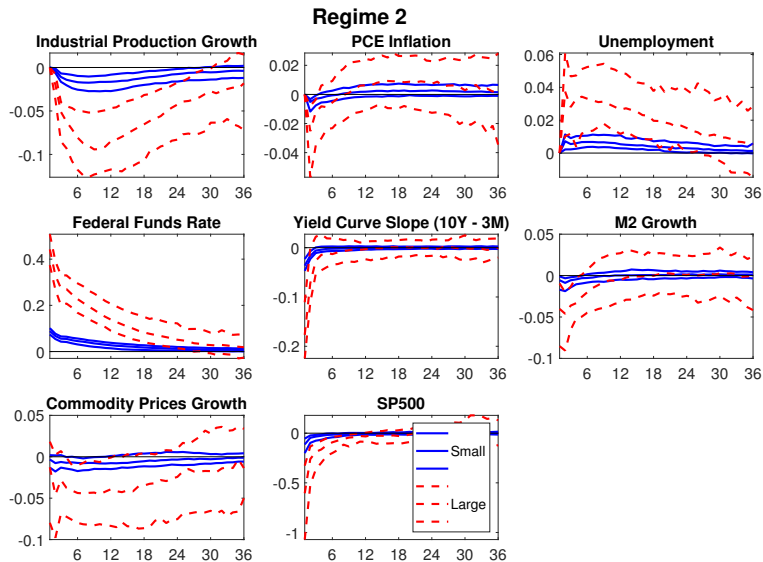 Regime 2
Industrial Production Growth
0
-0.05
-0.1
6 12 18 24 30 36
PCE Inflation
0.02
0
-0.02
-0.04
6 12 18 24 30 36
Unemployment
0.06
0.04
0.02
0
6 12 18 24 30 36
Federal Funds Rate
0.4
0.2
0
6 12 18 24 30 36
Yield Curve Slope (10Y - 3M)
0
-0.1
-0.2
6 12 18 24 30 36
M2 Growth
0.05
0
-0.05
-0.1
6 12 18 24 30 36
Commodity Prices Growth
0.05
0
-0.05
-0.1
6 12 18 24 30 36
SP500
0
-0.5
-1
6 12 18 24 30 36
Small
Large